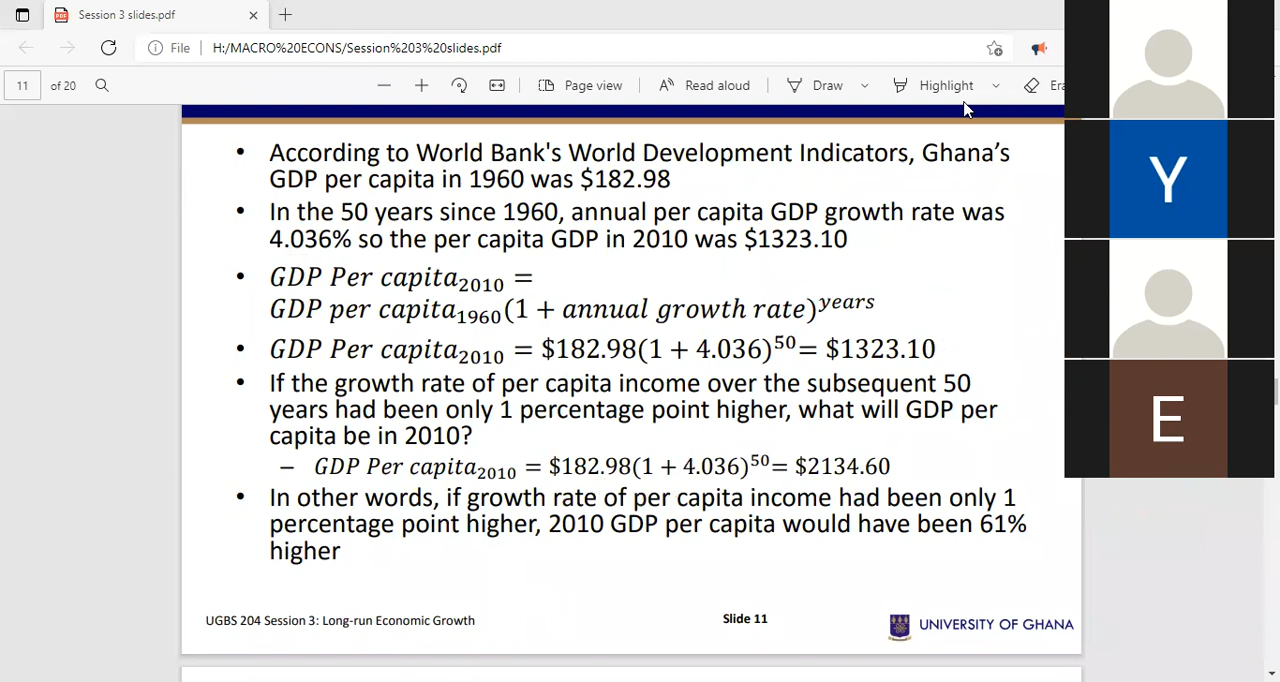 Session 3 slides.pdf
File H:/MACRO%20ECONS/Session%203%20slides.pdf
11 of 20 Page view Read aloud Draw Highlight Era
• According to World Bank's World Development Indicators, Ghana’s
GDP per capita in 1960 was $182.98
• In the 50 years since 1960, annual per capita GDP growth rate was
4.036% so the per capita GDP in 2010 was $1323.10
• GDP Per capita₂₀₁₀ =
GDP per capita₁₉₆₀(1 + annual growth rate)^years
• GDP Per capita₂₀₁₀ = $182.98(1 + 4.036)⁵⁰= $1323.10
• If the growth rate of per capita income over the subsequent 50
years had been only 1 percentage point higher, what will GDP per
capita be in 2010?
– GDP Per capita₂₀₁₀ = $182.98(1 + 4.036)⁵⁰= $2134.60
• In other words, if growth rate of per capita income had been only 1
percentage point higher, 2010 GDP per capita would have been 61%
higher
UGBS 204 Session 3: Long-run Economic Growth Slide 11 UNIVERSITY OF GHANA
Y
E